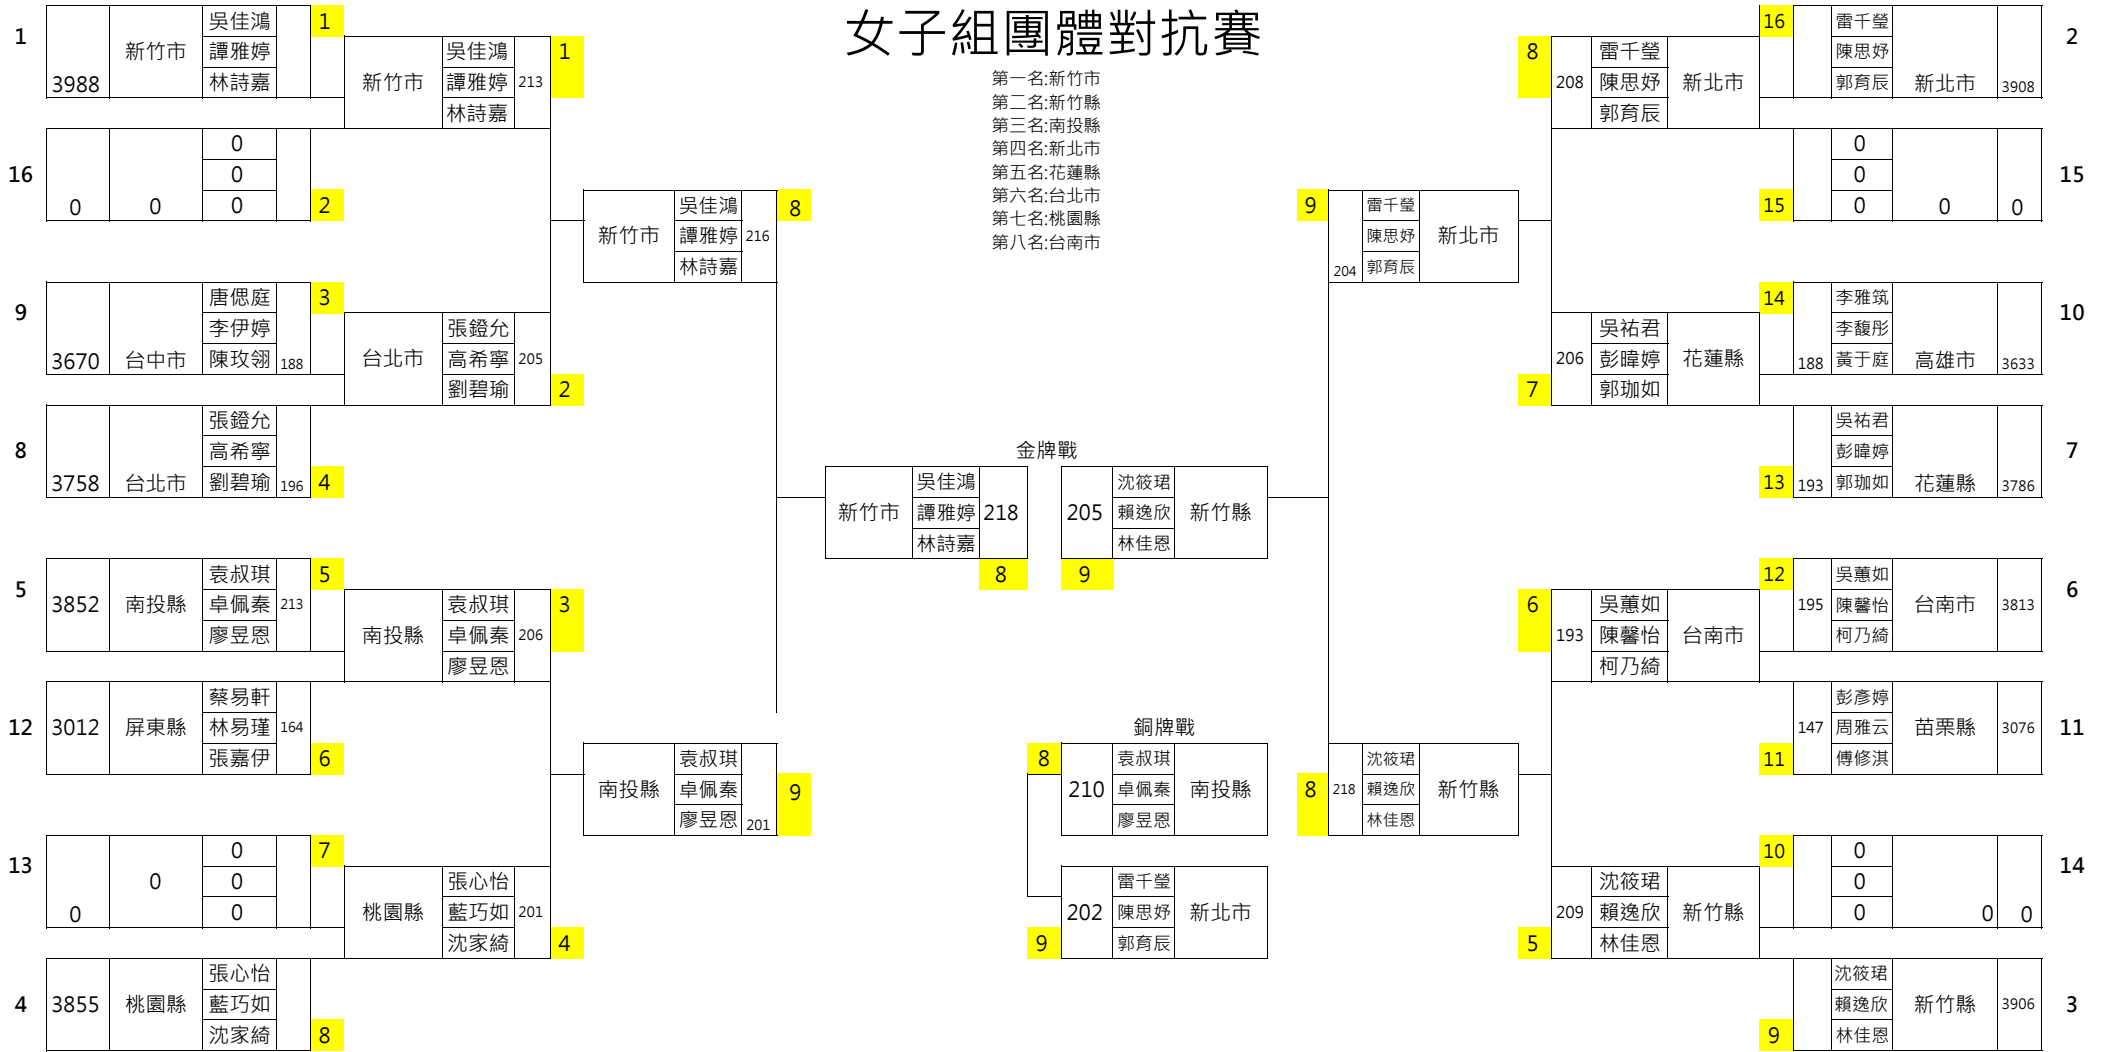 女子組團體對抗賽
第一名:新竹市
第二名:新竹縣
第三名:南投縣
第四名:新北市
第五名:花蓮縣
第六名:台北市
第七名:桃園縣
第八名:台南市
1
3988
新竹市
吳佳鴻
譚雅婷
林詩嘉
1
16
0
0
0
0
0
2
9
3670
台中市
唐偲庭
李伊婷
陳玫翎
188
3
8
3758
台北市
張鐙允
高希寧
劉碧瑜
196
4
5
3852
南投縣
袁叔琪
卓佩秦
廖昱恩
213
5
12
3012
屏東縣
蔡易軒
林易瑾
張嘉伊
164
6
13
0
0
0
0
0
7
4
3855
桃園縣
張心怡
藍巧如
沈家綺
8
新竹市
吳佳鴻
譚雅婷
林詩嘉
213
1
台北市
張鐙允
高希寧
劉碧瑜
205
2
南投縣
袁叔琪
卓佩秦
廖昱恩
206
3
桃園縣
張心怡
藍巧如
沈家綺
201
4
新竹市
吳佳鴻
譚雅婷
林詩嘉
216
8
南投縣
袁叔琪
卓佩秦
廖昱恩
201
9
金牌戰
新竹市
吳佳鴻
譚雅婷
林詩嘉
218
8
205
沈筱珺
賴逸欣
林佳恩
新竹縣
9
銅牌戰
8
210
袁叔琪
卓佩秦
廖昱恩
南投縣
9
202
雷千瑩
陳思妤
郭育辰
新北市
9
204
雷千瑩
陳思妤
郭育辰
新北市
8
218
沈筱珺
賴逸欣
林佳恩
新竹縣
8
208
雷千瑩
陳思妤
郭育辰
新北市
7
206
吳祐君
彭暐婷
郭珈如
花蓮縣
6
193
吳蕙如
陳馨怡
柯乃綺
台南市
5
209
沈筱珺
賴逸欣
林佳恩
新竹縣
16
雷千瑩
陳思妤
郭育辰
新北市
3908
2
15
0
0
0
0
0
15
14
188
李雅筑
李馥彤
黃于庭
高雄市
3633
10
13
193
吳祐君
彭暐婷
郭珈如
花蓮縣
3786
7
12
195
吳蕙如
陳馨怡
柯乃綺
台南市
3813
6
11
147
彭彥婷
周雅云
傅修淇
苗栗縣
3076
11
10
0
0
0
0
0
14
9
沈筱珺
賴逸欣
林佳恩
新竹縣
3906
3